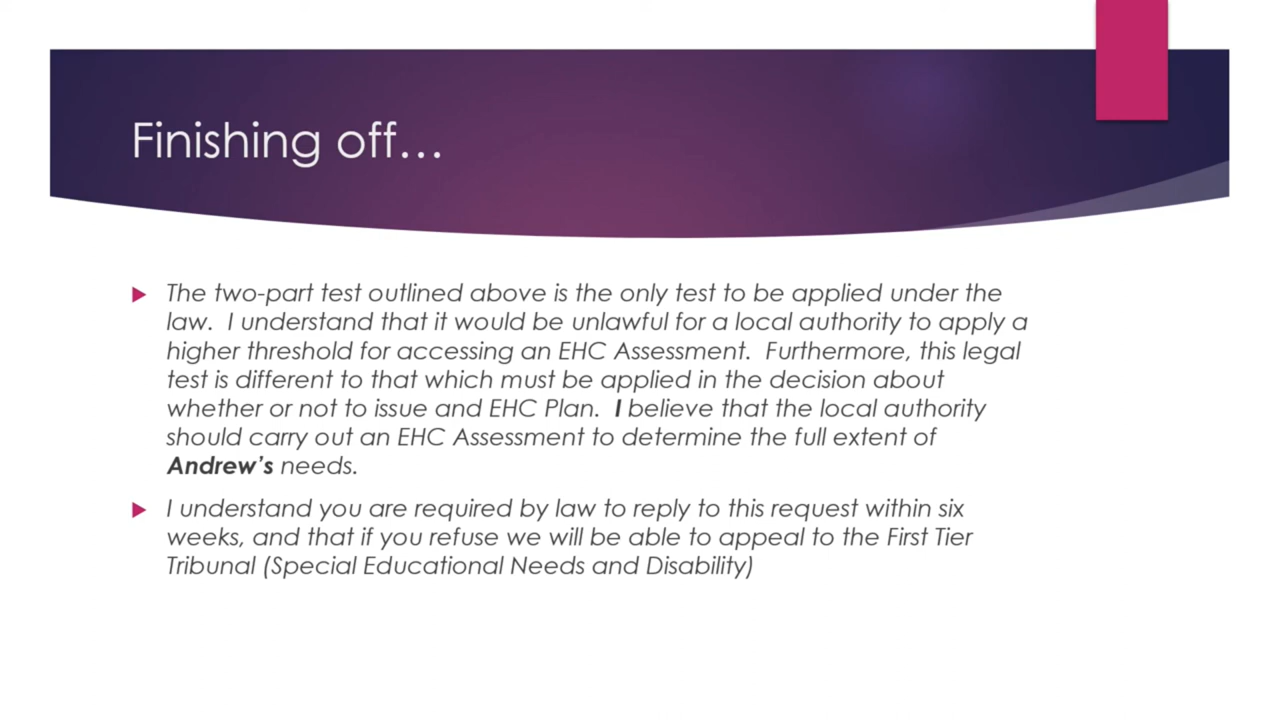 Finishing off…
The two-part test outlined above is the only test to be applied under the
law.  I understand that it would be unlawful for a local authority to apply a
higher threshold for accessing an EHC Assessment.  Furthermore, this legal
test is different to that which must be applied in the decision about
whether or not to issue and EHC Plan.  I believe that the local authority
should carry out an EHC Assessment to determine the full extent of
Andrew’s needs.
I understand you are required by law to reply to this request within six
weeks, and that if you refuse we will be able to appeal to the First Tier
Tribunal (Special Educational Needs and Disability)